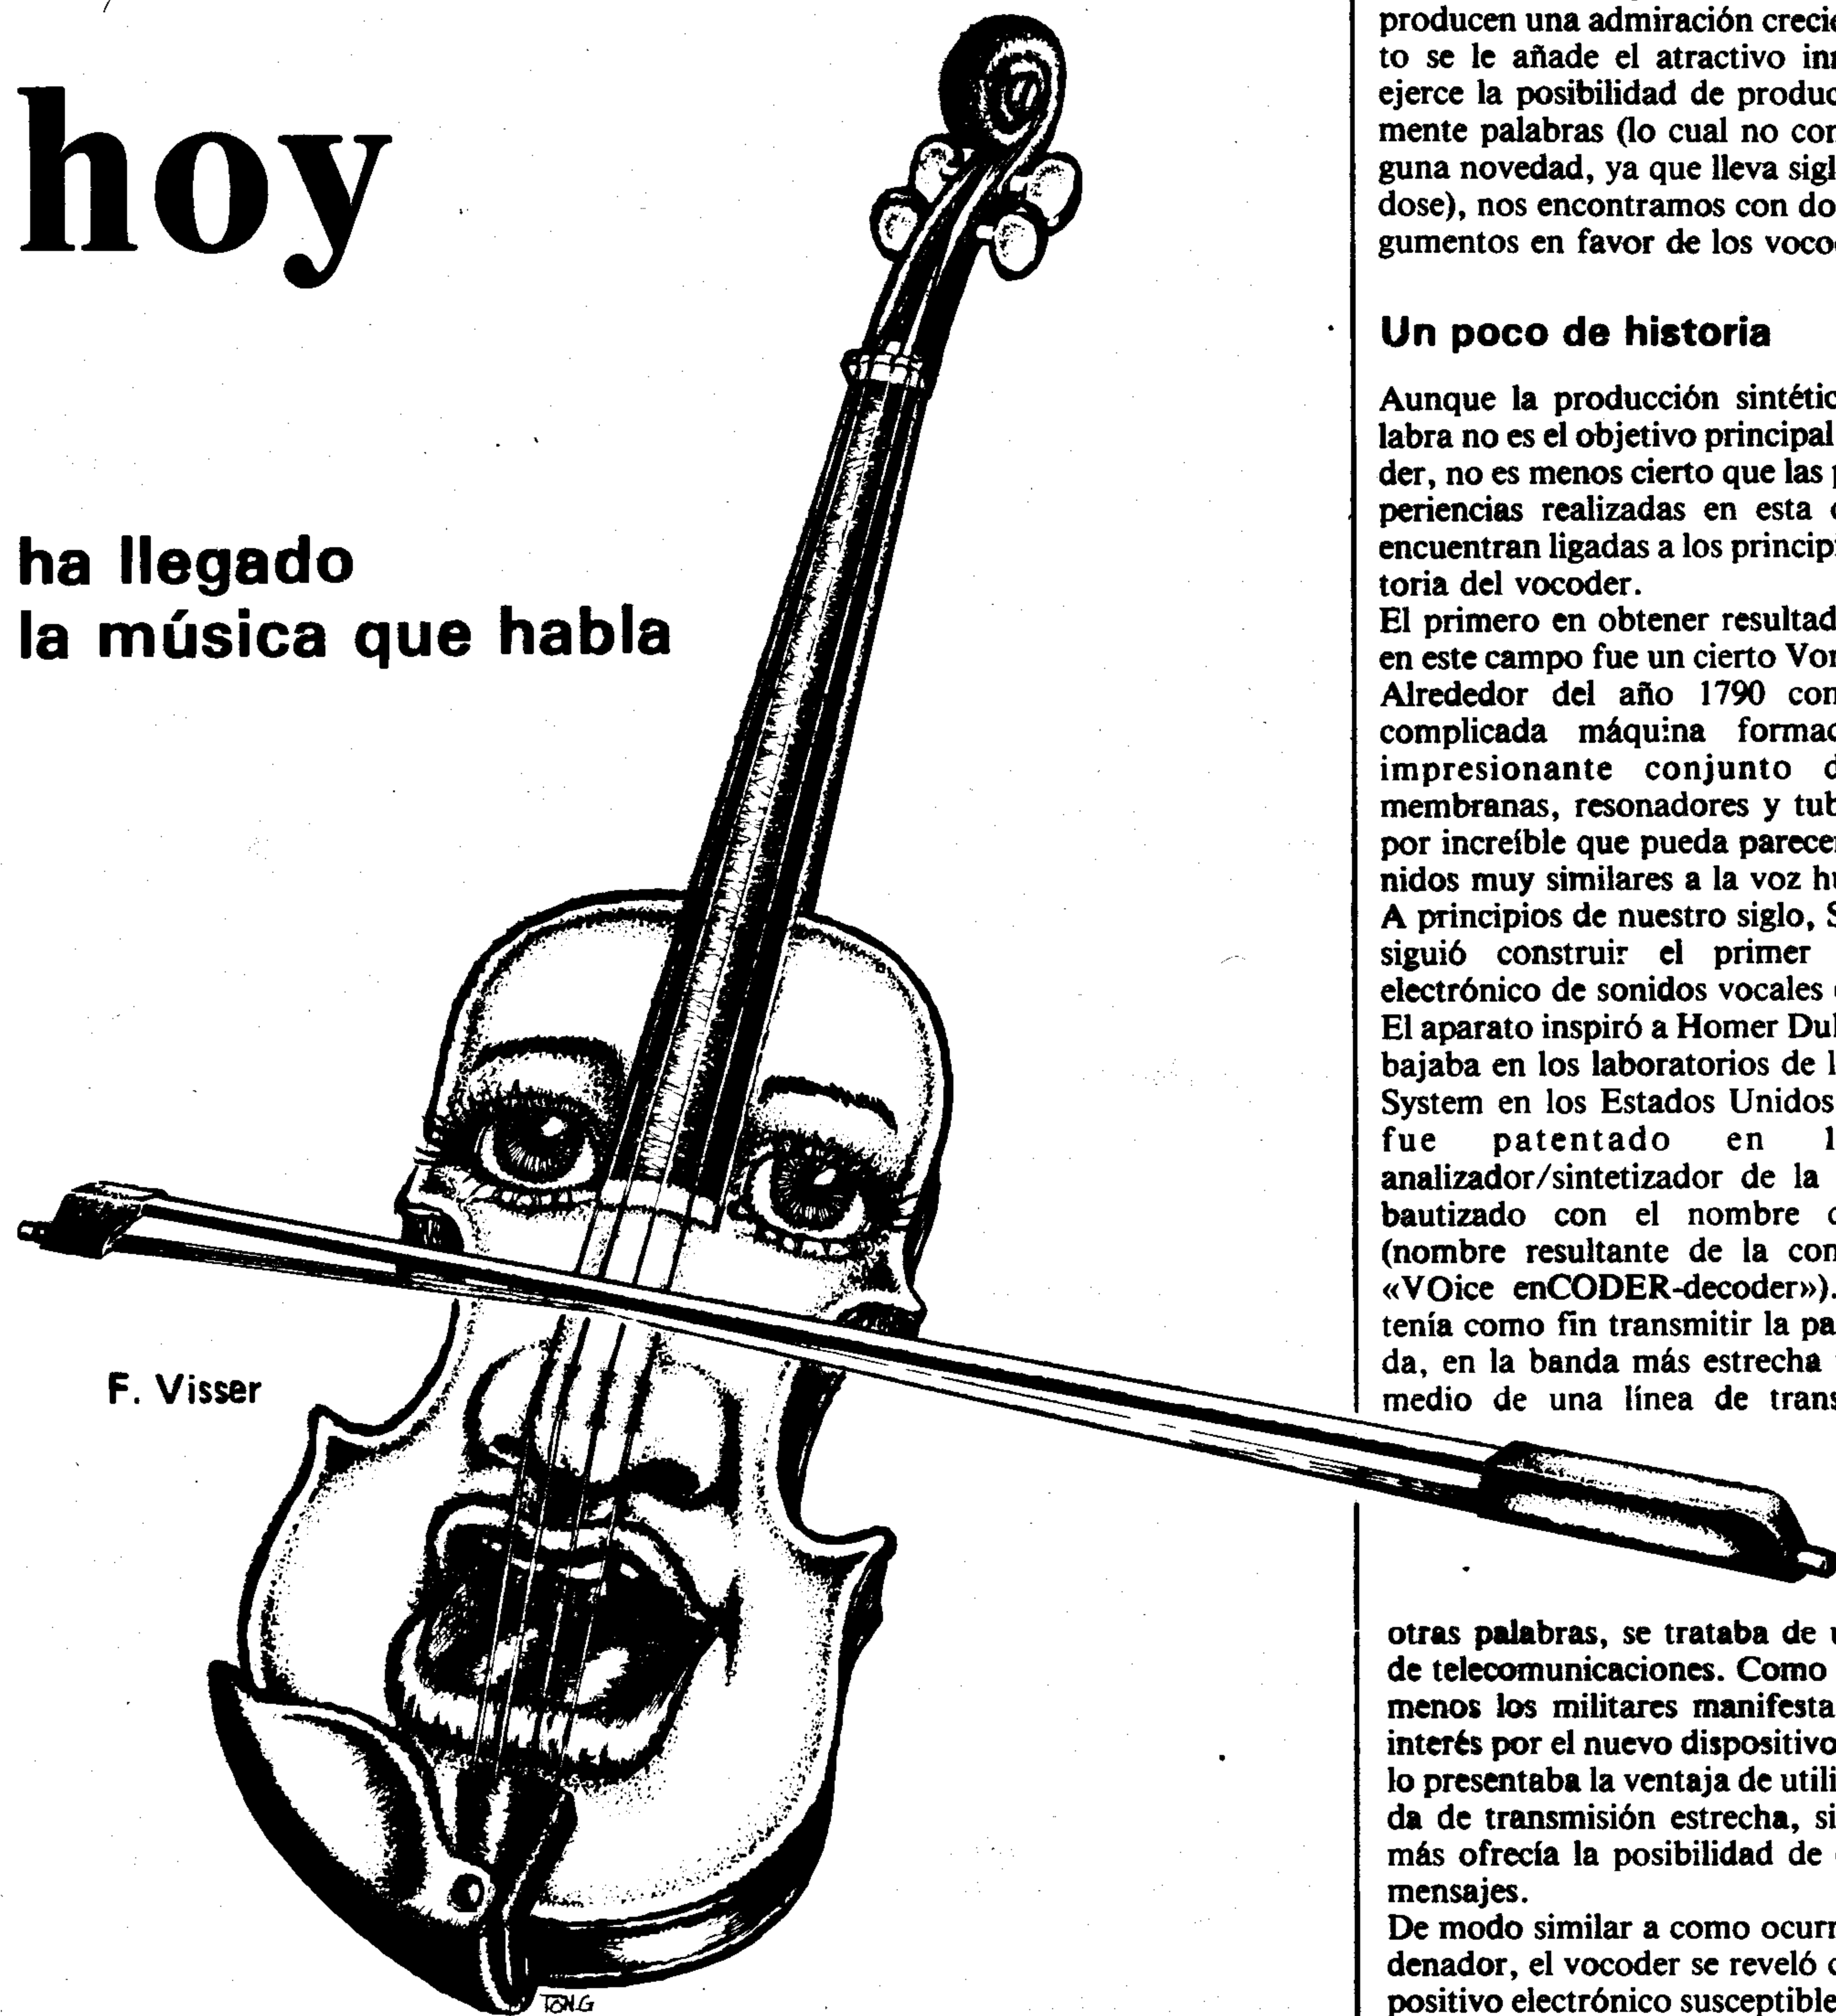 hoy
ha llegado
la música que habla
F. Visser
TON.G
producen una admiración crecie
to se le añade el atractivo inn
ejerce la posibilidad de produc
mente palabras (lo cual no con
guna novedad, ya que lleva sigl
dose), nos encontramos con do
gumentos en favor de los voco
Un poco de historia
Aunque la producción sintétic
labra no es el objetivo principal
der, no es menos cierto que las p
periencias realizadas en esta
encuentran ligadas a los principi
toria del vocoder.
El primero en obtener resultad
en este campo fue un cierto Von
Alrededor del año 1790 con
complicada máquina formac
impresionante conjunto d
membranas, resonadores y tub
por increíble que pueda parecer
nidos muy similares a la voz hu
A principios de nuestro siglo, S
siguió construir el primer
electrónico de sonidos vocales
El aparato inspiró a Homer Dul
bajaba en los laboratorios de l
System en los Estados Unidos
fue patentado en 1
analizador/sintetizador de la
bautizado con el nombre d
(nombre resultante de la con
«VOice enCODER-decoder»).
tenía como fin transmitir la pa
da, en la banda más estrecha
medio de una línea de trans
otras palabras, se trataba de u
de telecomunicaciones. Como
menos los militares manifesta
interés por el nuevo dispositivo
lo presentaba la ventaja de utili
da de transmisión estrecha, si
más ofrecía la posibilidad de
mensajes.
De modo similar a como ocurr
denador, el vocoder se reveló
positivo electrónico susceptible